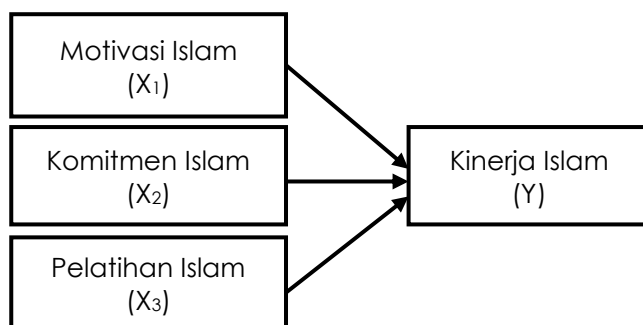 Motivasi Islam
(X₁)
Komitmen Islam
(X₂)
Pelatihan Islam
(X₃)
Kinerja Islam
(Y)